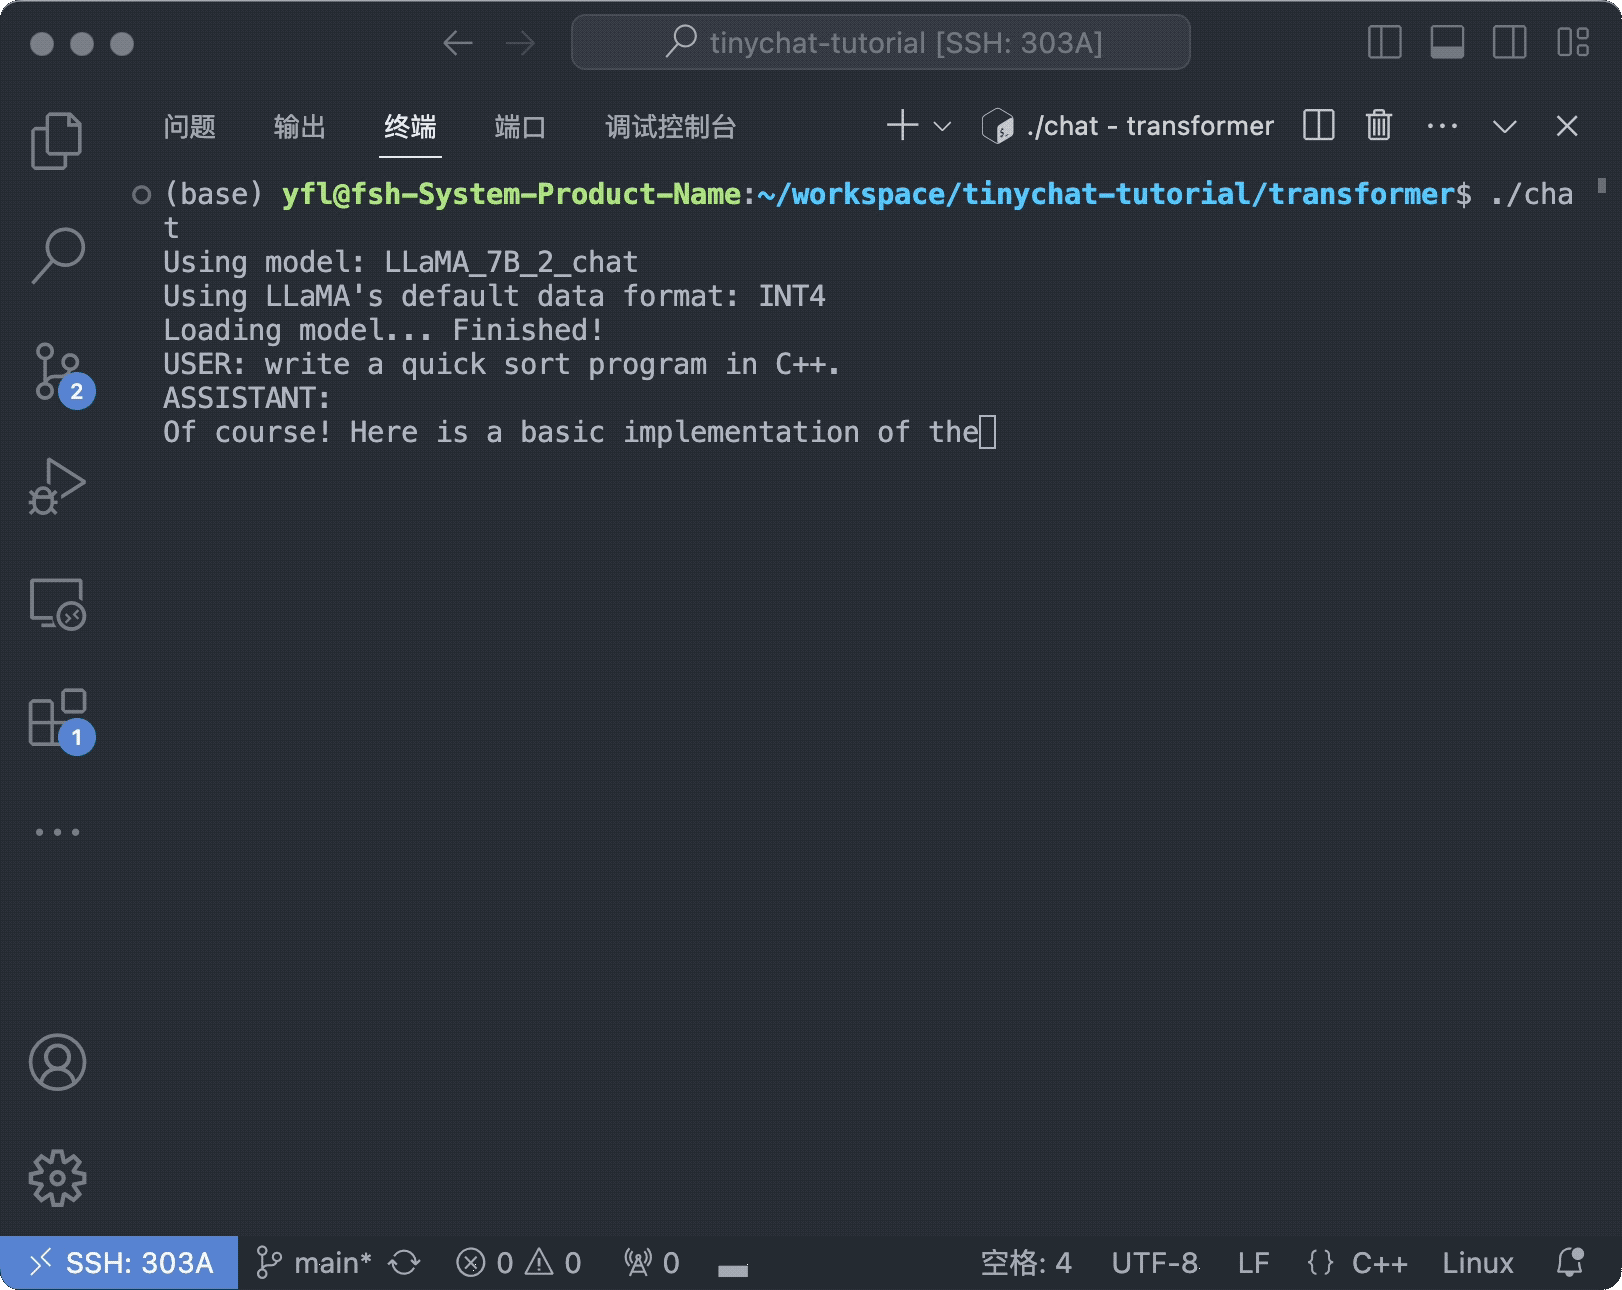 tinychat-tutorial [SSH: 303A]
问题 输出 终端 端口 调试控制台 ./chat - transformer
(base) yfl@fsh-System-Product-Name:~/workspace/tinychat-tutorial/transformer$ ./cha
t
Using model: LLaMA_7B_2_chat
Using LLaMA's default data format: INT4
Loading model... Finished!
USER: write a quick sort program in C++.
ASSISTANT:
Of course! Here is a basic implementation of the
2
1
SSH: 303A main* 0 0 0 空格: 4 UTF-8 LF {} C++ Linux